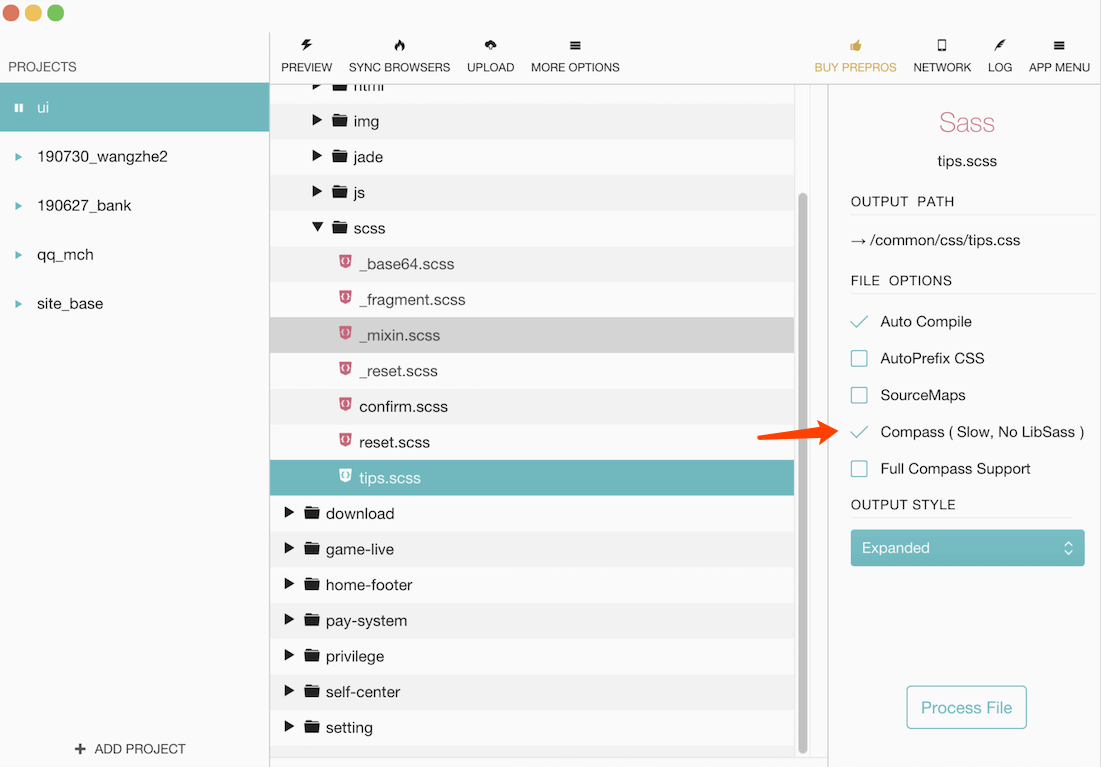 PROJECTS
ui
190730_wangzhe2
190627_bank
qq_mch
site_base
ADD PROJECT
PREVIEW SYNC BROWSERS UPLOAD MORE OPTIONS BUY PREPROS NETWORK LOG APP MENU
html
img
jade
js
scss
_base64.scss
_fragment.scss
_mixin.scss
_reset.scss
confirm.scss
reset.scss
tips.scss
download
game-live
home-footer
pay-system
privilege
self-center
setting
Sass
tips.scss
OUTPUT PATH
→ /common/css/tips.css
FILE OPTIONS
Auto Compile
AutoPrefix CSS
SourceMaps
Compass ( Slow, No LibSass )
Full Compass Support
OUTPUT STYLE
Expanded
Process File